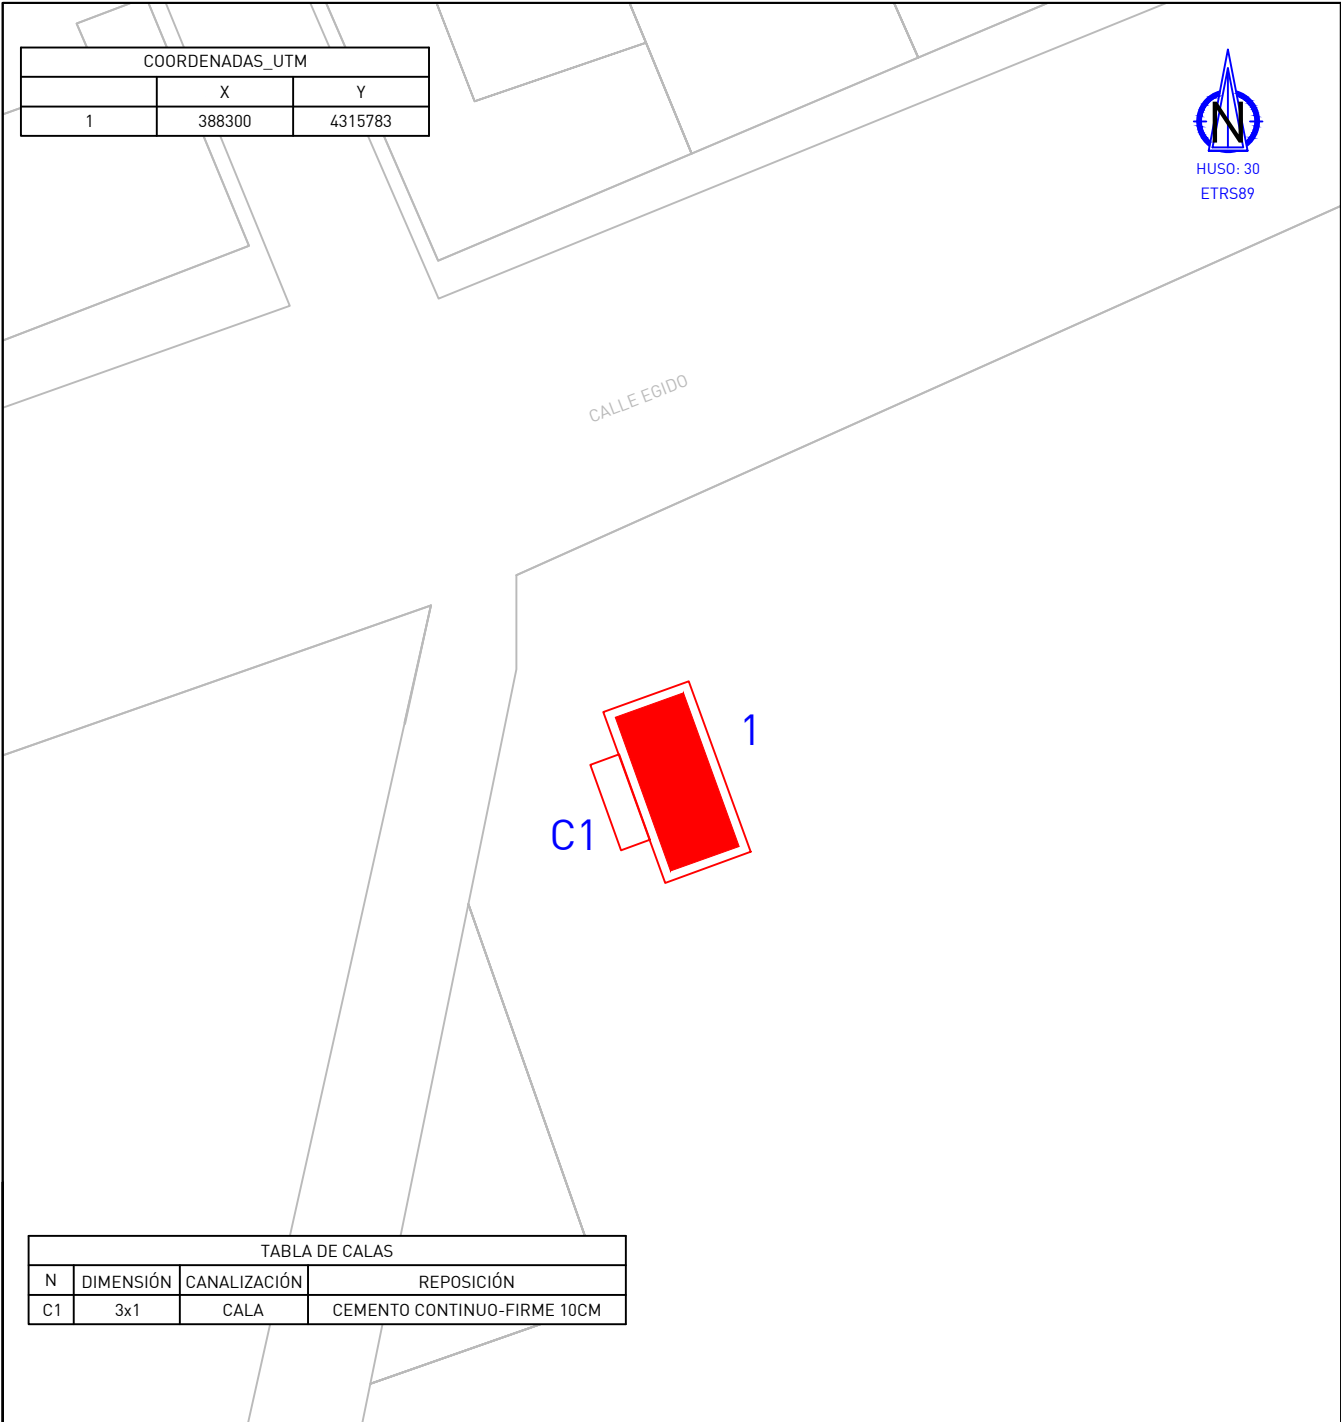 COORDENADAS_UTM
X Y
1 388300 4315783
N
HUSO: 30
ETRS89
CALLE EGIDO
1
C1
TABLA DE CALAS
N DIMENSIÓN CANALIZACIÓN REPOSICIÓN
C1 3x1 CALA CEMENTO CONTINUO-FIRME 10CM